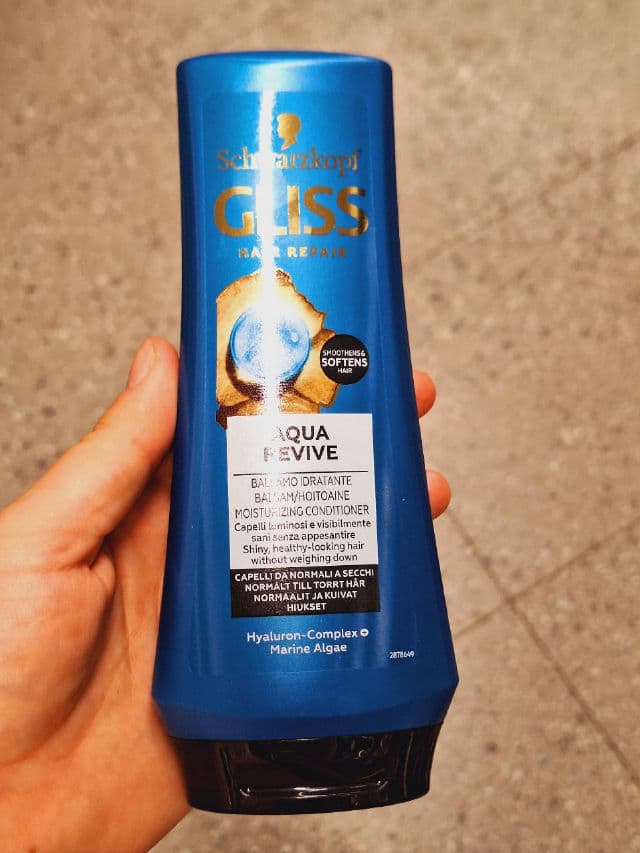 Schwarzkopf
GLISS
HAIR REPAIR
SMOOTHENS &
SOFTENS
HAIR
AQUA
REVIVE
BALSAMO IDRATANTE
BALSAM/HOITOAINE
MOISTURIZING CONDITIONER
Capelli luminosi e visibilmente
sani senza appesantire
Shiny, healthy-looking hair
without weighing down
CAPELLI DA NORMALI A SECCHI
NORMALT TILL TORRT HÅR
NORMAALIT JA KUIVAT
HIUKSET
Hyaluron-Complex +
Marine Algae
2878649